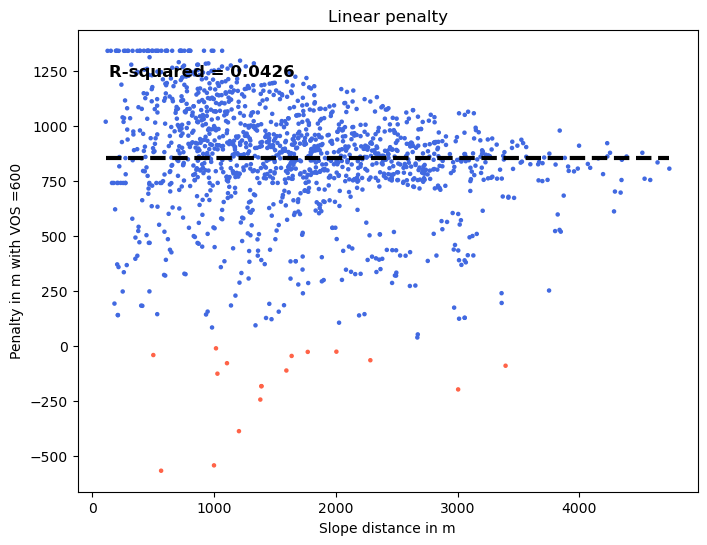 Linear penalty
R-squared = 0.0426
Penalty in m with VOS =600
1250
1000
750
500
250
0
−250
−500
0 1000 2000 3000 4000
Slope distance in m